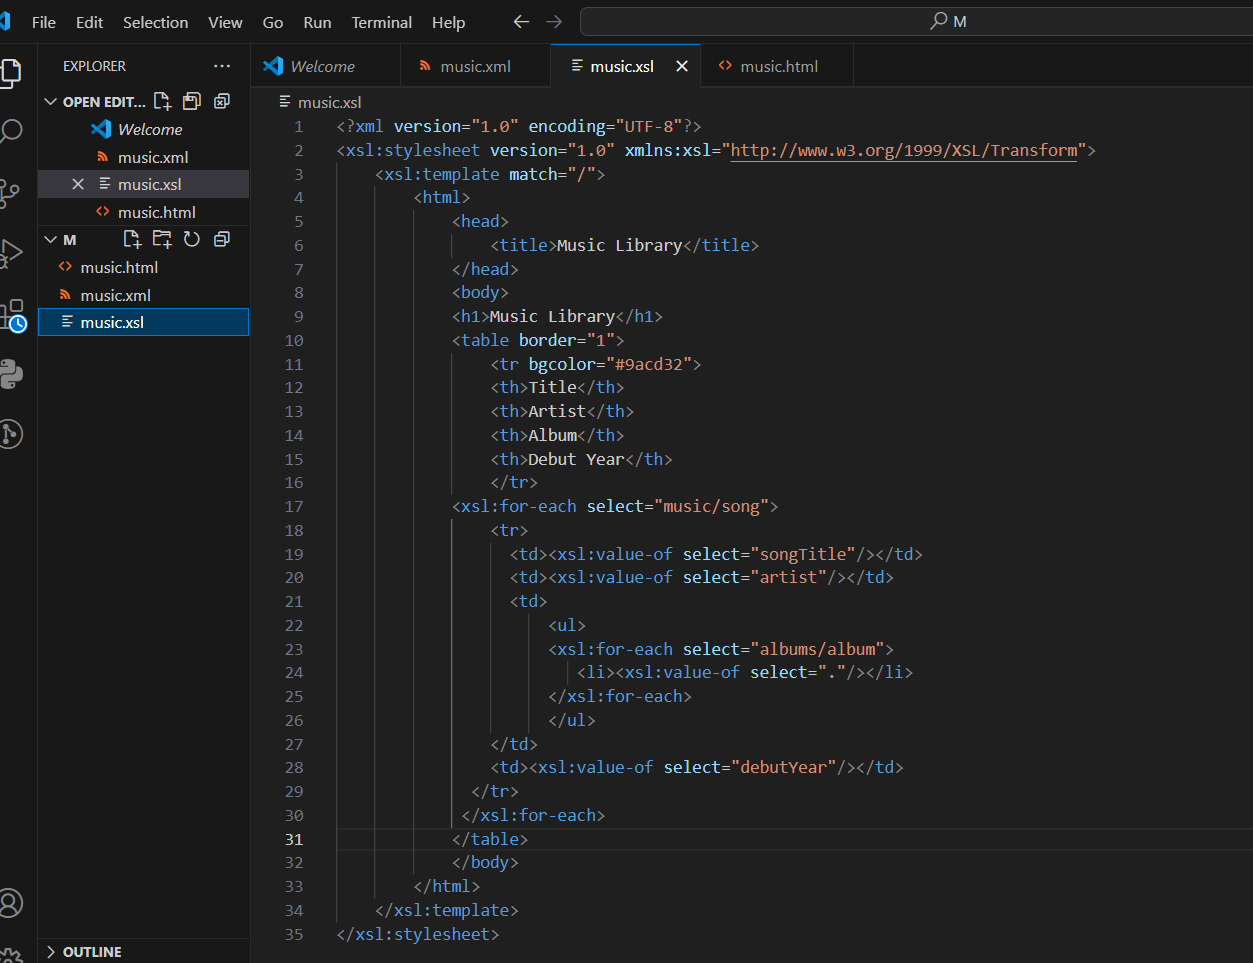 File Edit Selection View Go Run Terminal Help M
EXPLORER
OPEN EDIT...
Welcome
music.xml
music.xsl
music.html
M
music.html
music.xml
music.xsl
OUTLINE
Welcome music.xml music.xsl music.html
music.xsl
1 <?xml version="1.0" encoding="UTF-8"?>
2 <xsl:stylesheet version="1.0" xmlns:xsl="http://www.w3.org/1999/XSL/Transform">
3 <xsl:template match="/">
4 <html>
5 <head>
6 <title>Music Library</title>
7 </head>
8 <body>
9 <h1>Music Library</h1>
10 <table border="1">
11 <tr bgcolor="#9acd32">
12 <th>Title</th>
13 <th>Artist</th>
14 <th>Album</th>
15 <th>Debut Year</th>
16 </tr>
17 <xsl:for-each select="music/song">
18 <tr>
19 <td><xsl:value-of select="songTitle"/></td>
20 <td><xsl:value-of select="artist"/></td>
21 <td>
22 <ul>
23 <xsl:for-each select="albums/album">
24 <li><xsl:value-of select="."/></li>
25 </xsl:for-each>
26 </ul>
27 </td>
28 <td><xsl:value-of select="debutYear"/></td>
29 </tr>
30 </xsl:for-each>
31 </table>
32 </body>
33 </html>
34 </xsl:template>
35 </xsl:stylesheet>